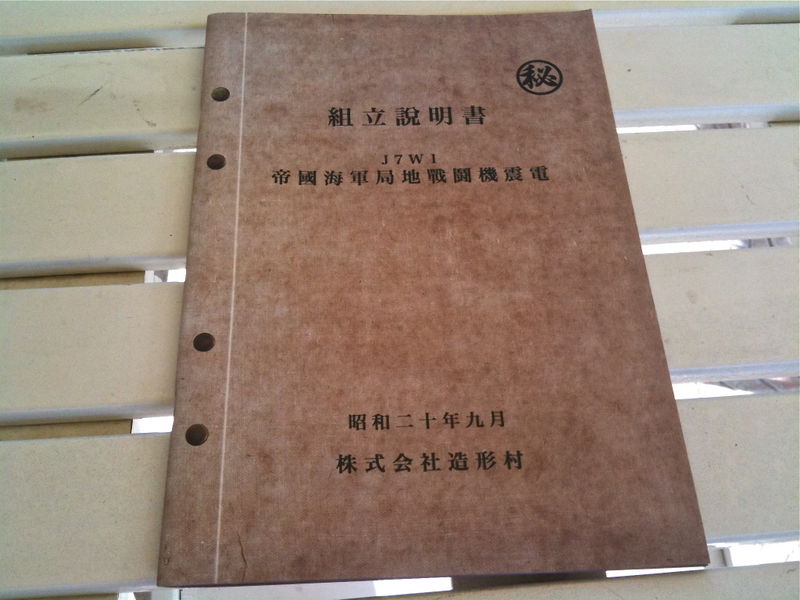 秘
組立說明書
J7W1
帝國海軍局地戰闘機震電
昭和二十年九月
株式会社造形村